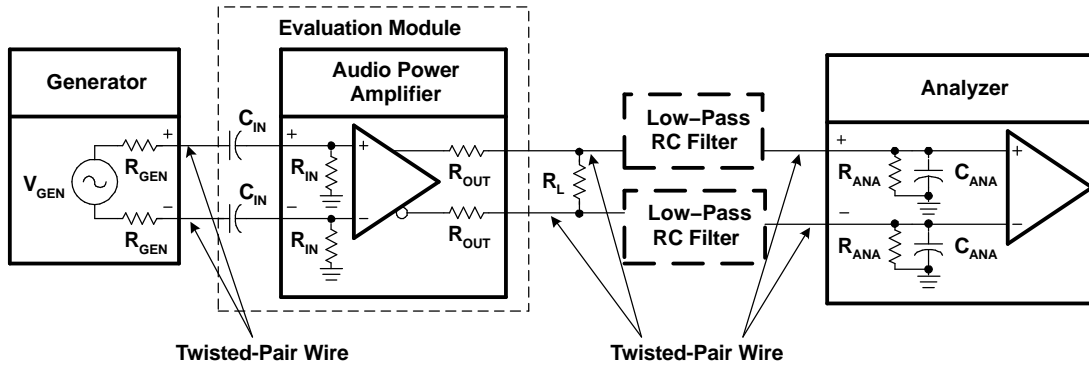 Evaluation Module
Generator
Audio Power
Amplifier
Analyzer
Low–Pass
RC Filter
Low–Pass
RC Filter
V_GEN
R_GEN
R_GEN
+
−
C_IN
C_IN
+
−
R_IN
R_IN
+
−
R_OUT
R_OUT
R_L
+
−
R_ANA
C_ANA
R_ANA
C_ANA
+
−
Twisted-Pair Wire
Twisted-Pair Wire